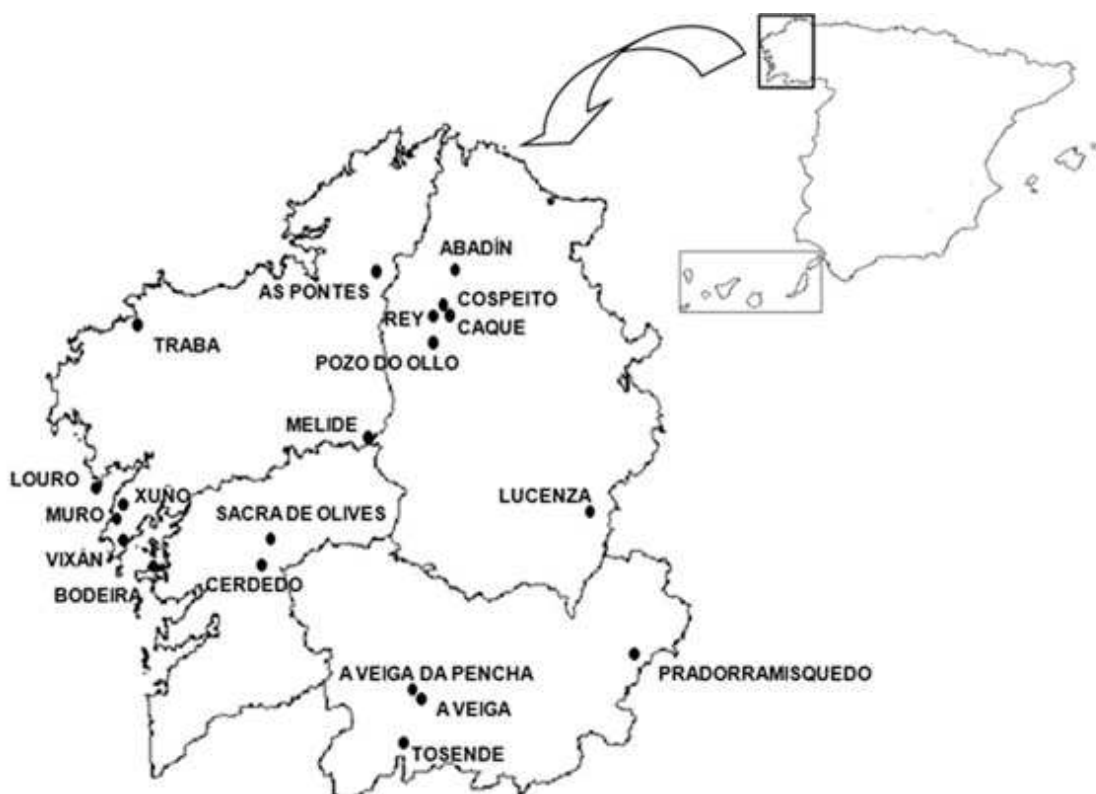 ABADÍN
AS PONTES
COSPEITO
REY
CAQUE
TRABA
POZO DO OLLO
MELIDE
LOURO
XUÑO
LUCENZA
MURO
SACRA DE OLIVES
VIXÁN
CERDEDO
BODEIRA
A VEIGA DA PENCHA
PRADORRAMISQUEDO
A VEIGA
TOSENDE